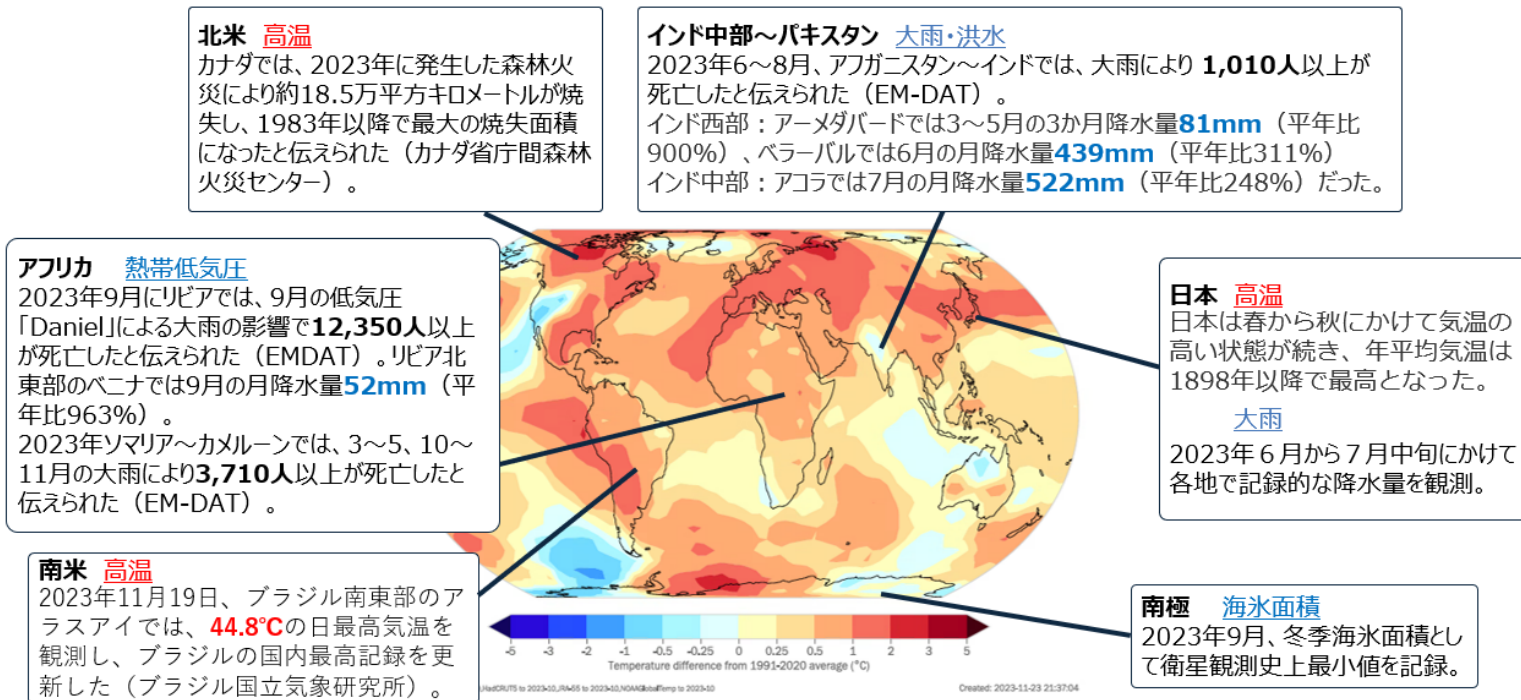 北米 高温
カナダでは、2023年に発生した森林火
災により約18.5万平方キロメートルが焼
失し、1983年以降で最大の焼失面積
になったと伝えられた（カナダ省庁間森林
火災センター）。
インド中部～パキスタン 大雨・洪水
2023年6～8月、アフガニスタン～インドでは、大雨により 1,010人以上が
死亡したと伝えられた（EM-DAT）。
インド西部：アーメダバードでは3～5月の3か月降水量81mm（平年比
900%）、ベラーバルでは6月の月降水量439mm（平年比311%）
インド中部：アコラでは7月の月降水量522mm（平年比248%）だった。
アフリカ 熱帯低気圧
2023年9月にリビアでは、9月の低気圧
「Daniel」による大雨の影響で12,350人以上
が死亡したと伝えられた（EMDAT）。リビア北
東部のベニナでは9月の月降水量52mm（平
年比963%）。
2023年ソマリア～カメルーンでは、3～5、10～
11月の大雨により3,710人以上が死亡したと
伝えられた（EM-DAT）。
日本 高温
日本は春から秋にかけて気温の
高い状態が続き、年平均気温は
1898年以降で最高となった。
大雨
2023年６月から７月中旬にかけて
各地で記録的な降水量を観測。
南米 高温
2023年11月19日、ブラジル南東部のア
ラスアイでは、44.8℃の日最高気温を
観測し、ブラジルの国内最高記録を更
新した（ブラジル国立気象研究所）。
南極 海氷面積
2023年9月、冬季海氷面積とし
て衛星観測史上最小値を記録。
-5 -3 -2 -1 -0.5 -0.25 0 0.25 0.5 1 2 3 5
Temperature difference from 1991-2020 average (°C)
HadCRUT5 to 2023-10, JRA-55 to 2023-10, NOAAGlobalTemp to 2023-10
Created: 2023-11-23 21:37:04